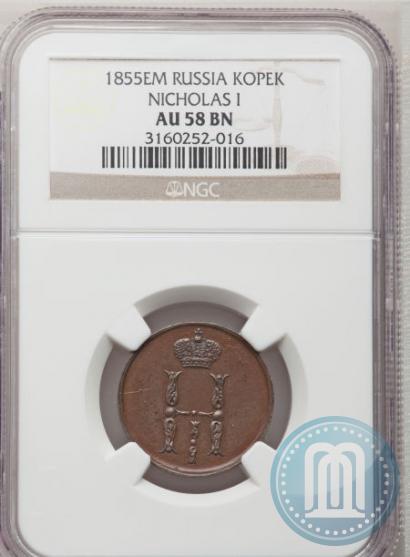 1855EM RUSSIA KOPEK
NICHOLAS I
AU 58 BN
3160252-016
NGC